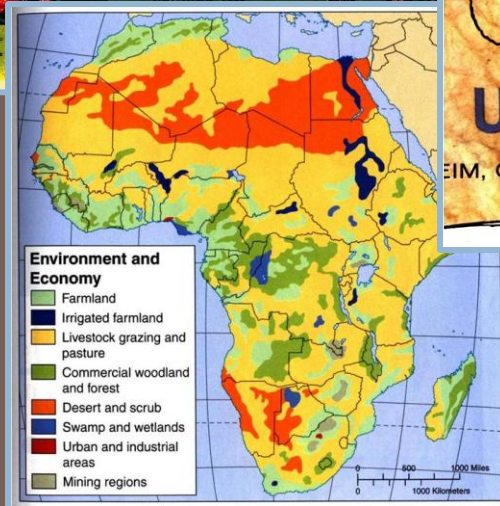 U
EIM, C
Environment and
Economy
Farmland
Irrigated farmland
Livestock grazing and
pasture
Commercial woodland
and forest
Desert and scrub
Swamp and wetlands
Urban and industrial
areas
Mining regions
0 500 1000 Miles
0 1000 Kilometers